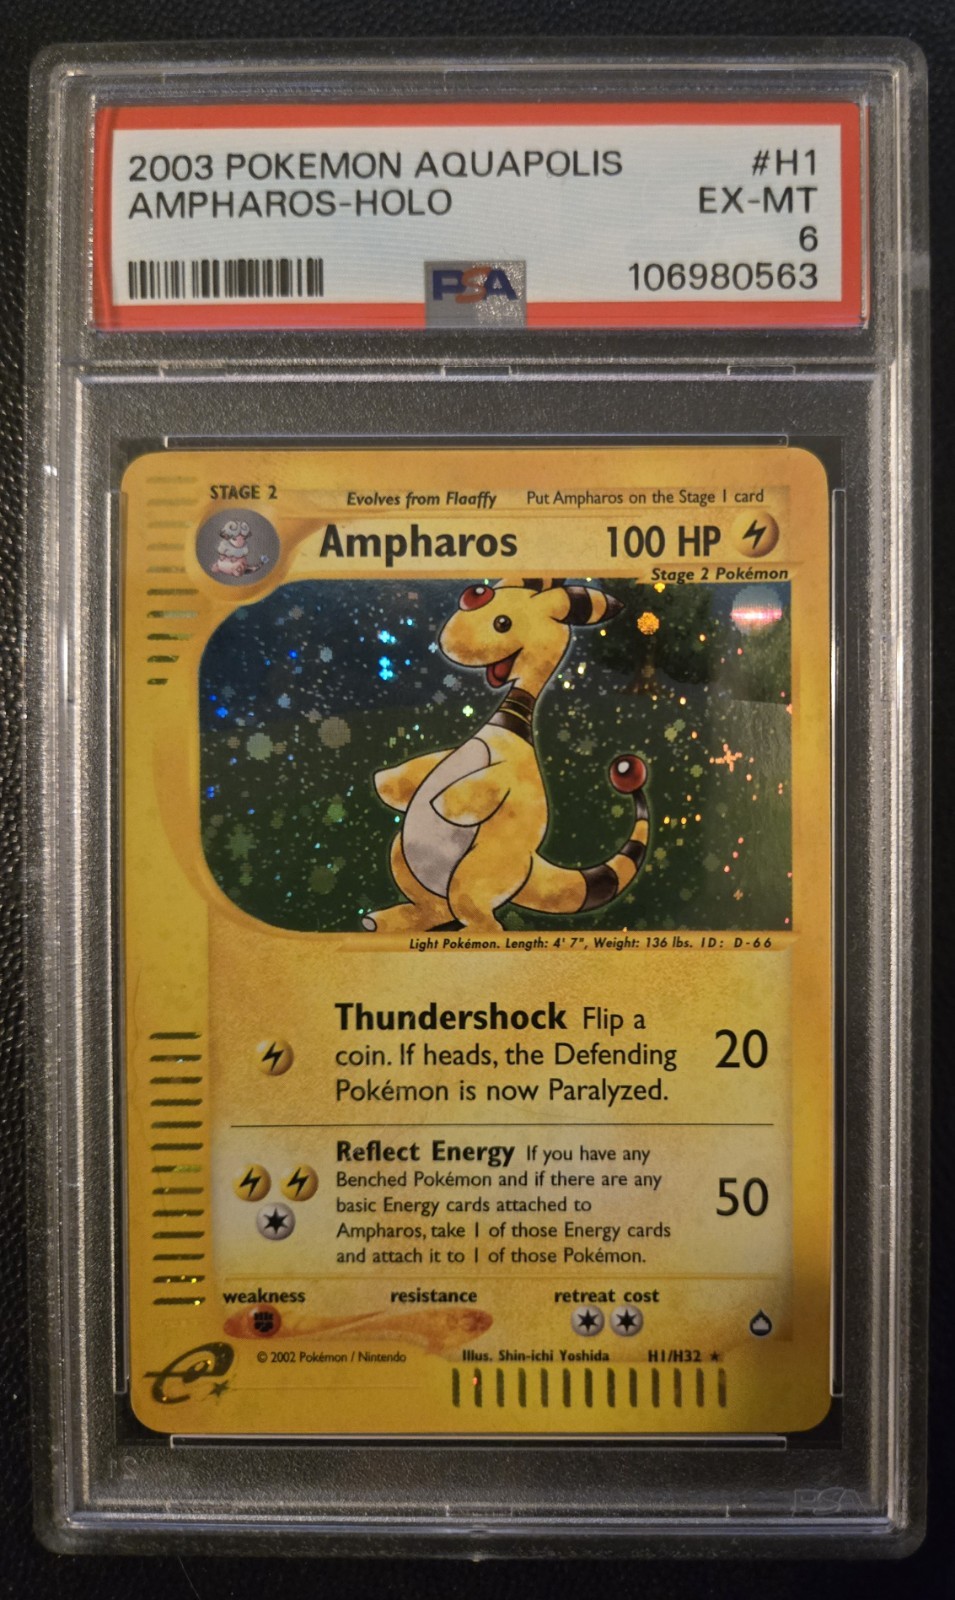 2003 POKEMON AQUAPOLIS #H1
AMPHAROS-HOLO EX-MT
6
PSA 106980563
STAGE 2
Evolves from Flaaffy Put Ampharos on the Stage 1 card
Ampharos 100 HP
Stage 2 Pokémon
Light Pokémon. Length: 4' 7", Weight: 136 lbs. ID: D-66
Thundershock Flip a
coin. If heads, the Defending 20
Pokémon is now Paralyzed.
Reflect Energy If you have any
Benched Pokémon and if there are any
basic Energy cards attached to 50
Ampharos, take 1 of those Energy cards
and attach it to 1 of those Pokémon.
weakness resistance retreat cost
© 2002 Pokémon / Nintendo Illus. Shin-ichi Yoshida H1/H32 ★
e
PSA